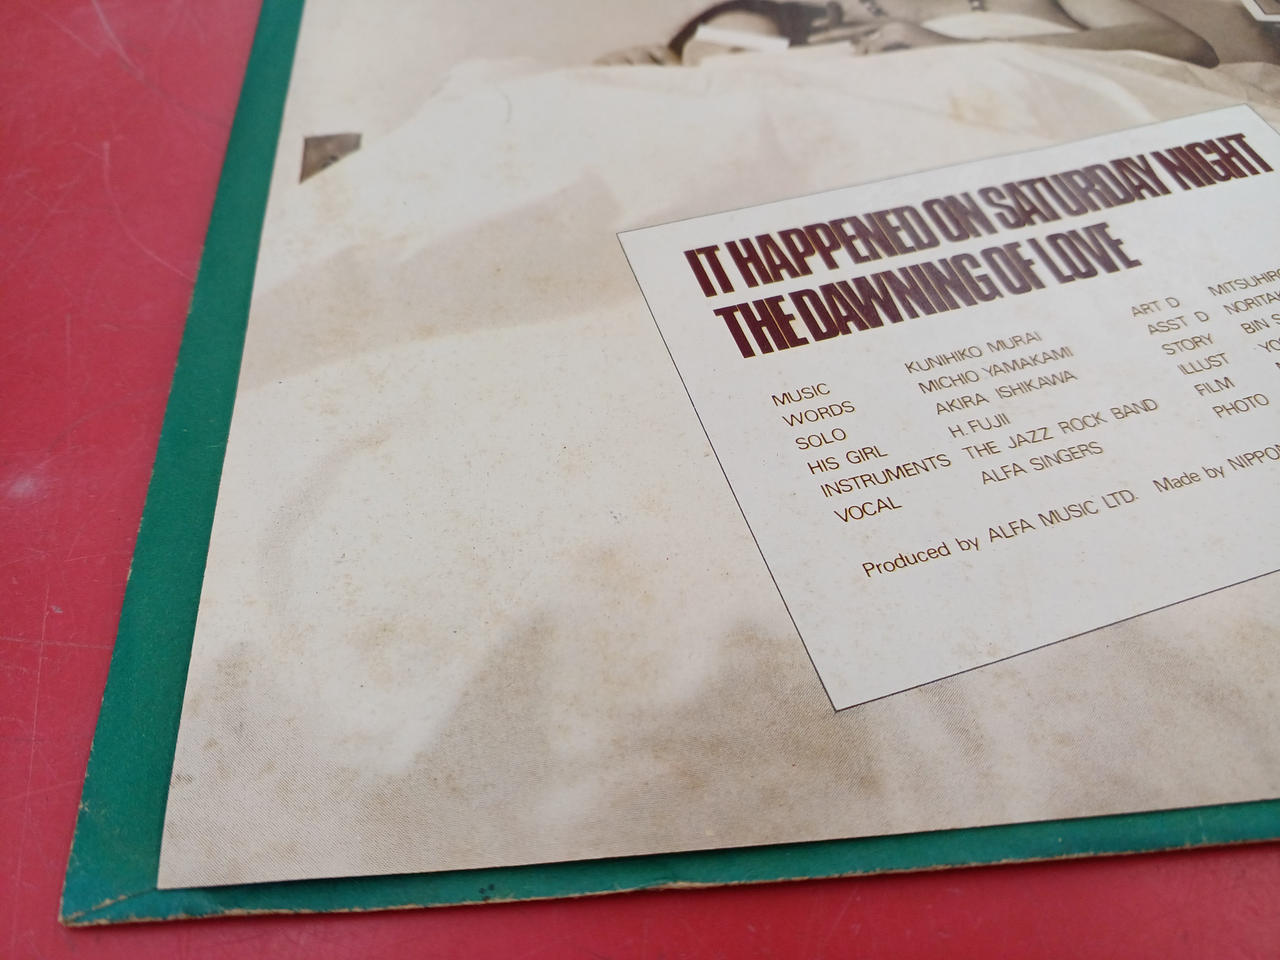 IT HAPPENED ON SATURDAY NIGHT
THE DAWNING OF LOVE
MUSIC KUNIHIKO MURAI
WORDS MICHIO YAMAKAMI
SOLO AKIRA ISHIKAWA
HIS GIRL H.FUJII
INSTRUMENTS THE JAZZ ROCK BAND
VOCAL ALFA SINGERS
ART D MITSUHIRO
ASST D
STORY BIN
ILLUST
FILM
PHOTO
Produced by ALFA MUSIC LTD. Made by NIPPON